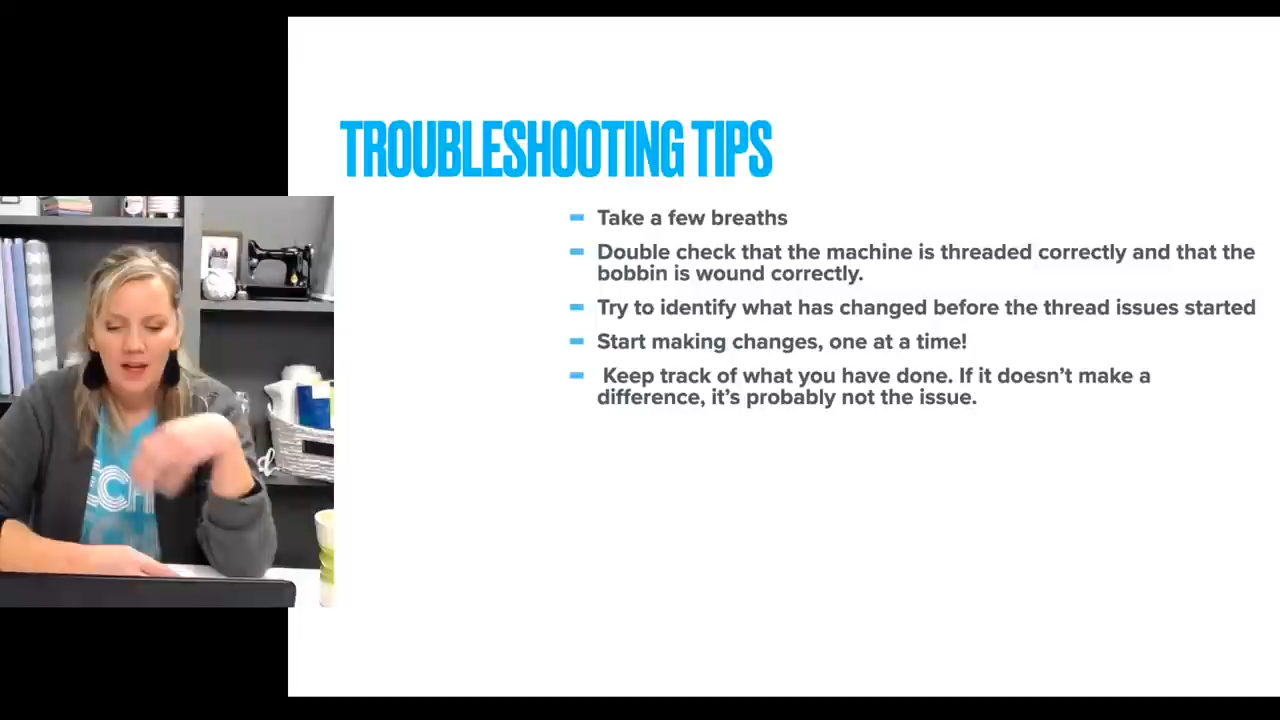 TROUBLESHOOTING TIPS
Take a few breaths
Double check that the machine is threaded correctly and that the
bobbin is wound correctly.
Try to identify what has changed before the thread issues started
Start making changes, one at a time!
Keep track of what you have done. If it doesn’t make a
difference, it’s probably not the issue.